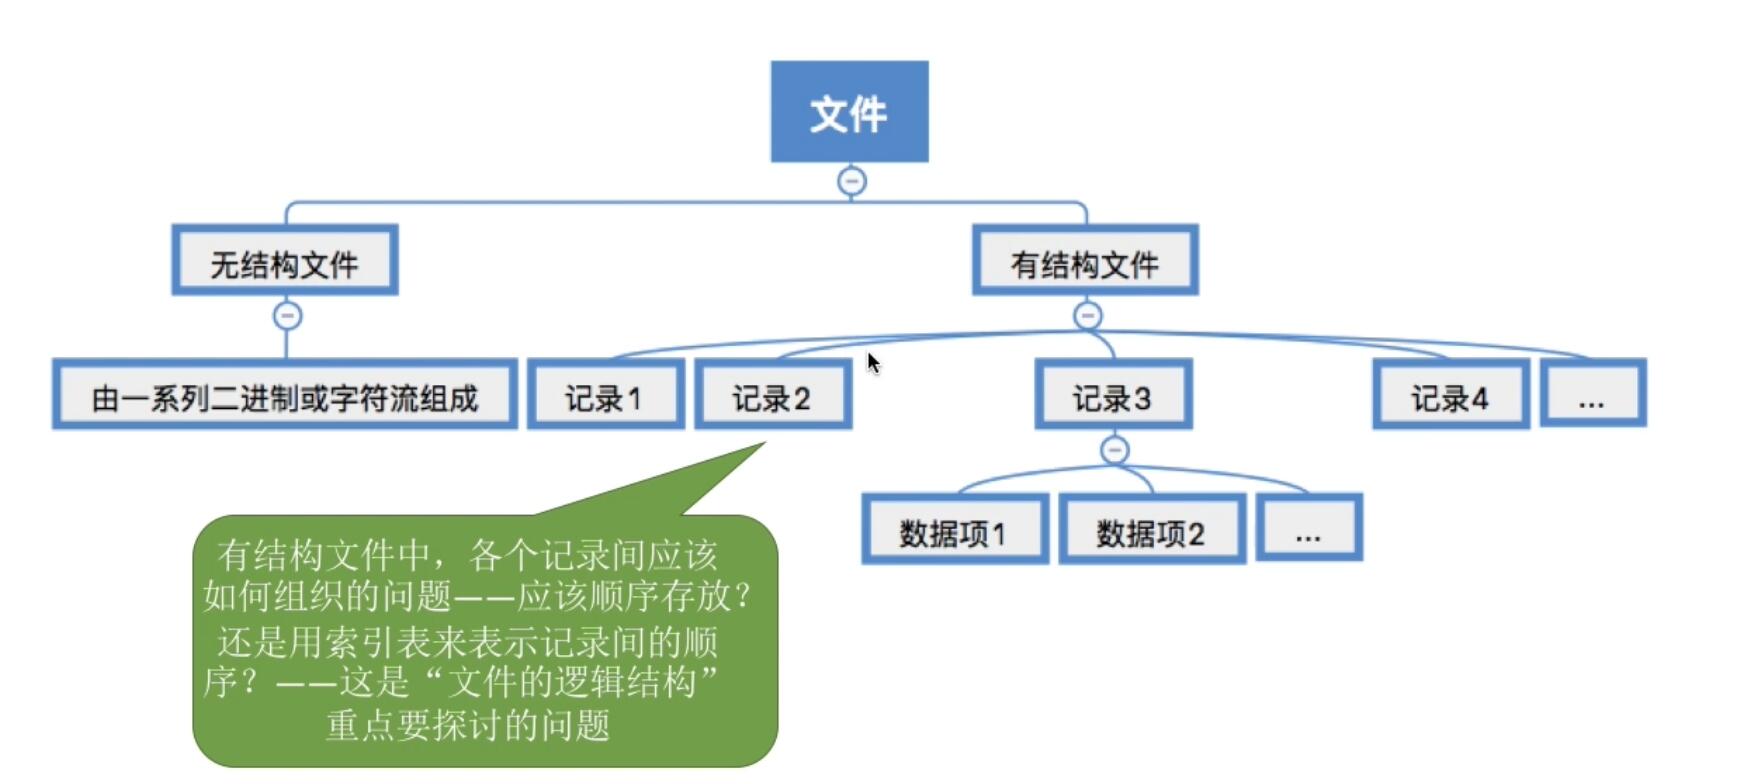 文件
无结构文件
有结构文件
由一系列二进制或字符流组成
记录1
记录2
记录3
记录4
...
数据项1
数据项2
...
有结构文件中，各个记录间应该
如何组织的问题——应该顺序存放？
还是用索引表来表示记录间的顺
序？——这是“文件的逻辑结构”
重点要探讨的问题